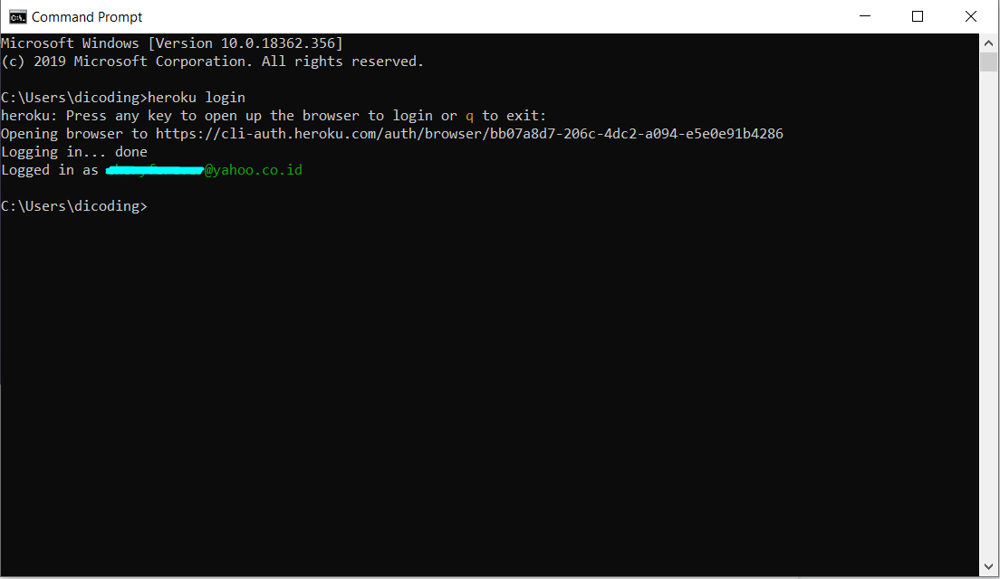 Command Prompt
Microsoft Windows [Version 10.0.18362.356]
(c) 2019 Microsoft Corporation. All rights reserved.
C:\Users\dicoding>heroku login
heroku: Press any key to open up the browser to login or q to exit:
Opening browser to https://cli-auth.heroku.com/auth/browser/bb07a8d7-206c-4dc2-a094-e5e0e91b4286
Logging in... done
Logged in as @yahoo.co.id
C:\Users\dicoding>